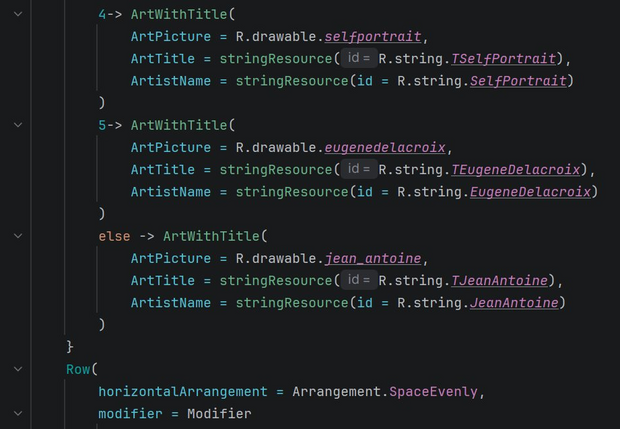 4-> ArtWithTitle(
ArtPicture = R.drawable.selfportrait,
ArtTitle = stringResource( id = R.string.TSelfPortrait),
ArtistName = stringResource(id = R.string.SelfPortrait)
)
5-> ArtWithTitle(
ArtPicture = R.drawable.eugenedelacroix,
ArtTitle = stringResource( id = R.string.TEugeneDelacroix),
ArtistName = stringResource(id = R.string.EugeneDelacroix)
)
else -> ArtWithTitle(
ArtPicture = R.drawable.jean_antoine,
ArtTitle = stringResource( id = R.string.TJeanAntoine),
ArtistName = stringResource(id = R.string.JeanAntoine)
)
}
Row(
horizontalArrangement = Arrangement.SpaceEvenly,
modifier = Modifier